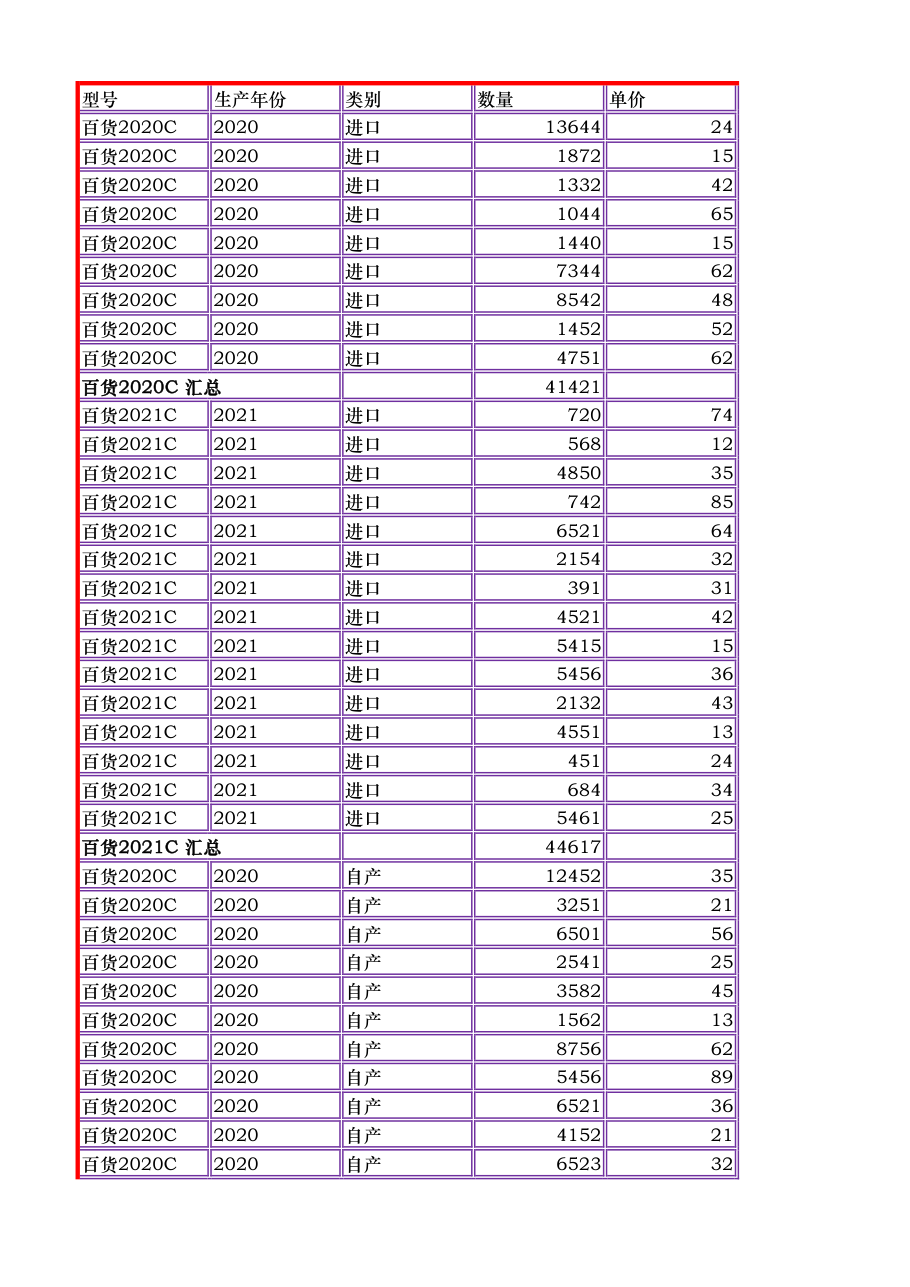 型号 生产年份 类别 数量 单价
百货2020C 2020 进口 13644 24
百货2020C 2020 进口 1872 15
百货2020C 2020 进口 1332 42
百货2020C 2020 进口 1044 65
百货2020C 2020 进口 1440 15
百货2020C 2020 进口 7344 62
百货2020C 2020 进口 8542 48
百货2020C 2020 进口 1452 52
百货2020C 2020 进口 4751 62
百货2020C 汇总 41421
百货2021C 2021 进口 720 74
百货2021C 2021 进口 568 12
百货2021C 2021 进口 4850 35
百货2021C 2021 进口 742 85
百货2021C 2021 进口 6521 64
百货2021C 2021 进口 2154 32
百货2021C 2021 进口 391 31
百货2021C 2021 进口 4521 42
百货2021C 2021 进口 5415 15
百货2021C 2021 进口 5456 36
百货2021C 2021 进口 2132 43
百货2021C 2021 进口 4551 13
百货2021C 2021 进口 451 24
百货2021C 2021 进口 684 34
百货2021C 2021 进口 5461 25
百货2021C 汇总 44617
百货2020C 2020 自产 12452 35
百货2020C 2020 自产 3251 21
百货2020C 2020 自产 6501 56
百货2020C 2020 自产 2541 25
百货2020C 2020 自产 3582 45
百货2020C 2020 自产 1562 13
百货2020C 2020 自产 8756 62
百货2020C 2020 自产 5456 89
百货2020C 2020 自产 6521 36
百货2020C 2020 自产 4152 21
百货2020C 2020 自产 6523 32